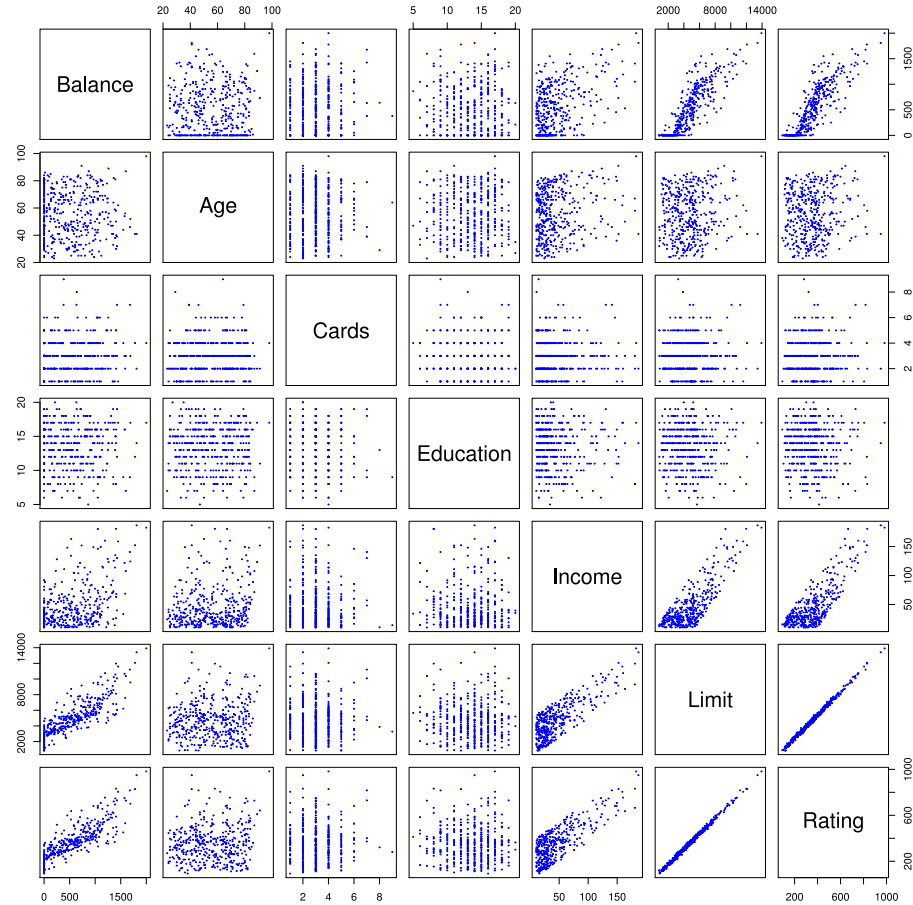 20 40 60 80 100 5 10 15 20 2000 8000 14000
Balance
0 500 1500
20 40 60 80 100
Age
Cards
2 4 6 8
5 10 15 20
Education
Income
50 100 150
2000 8000 14000
Limit
Rating
200 600 1000
0 500 1500 2 4 6 8 50 100 150 200 600 1000